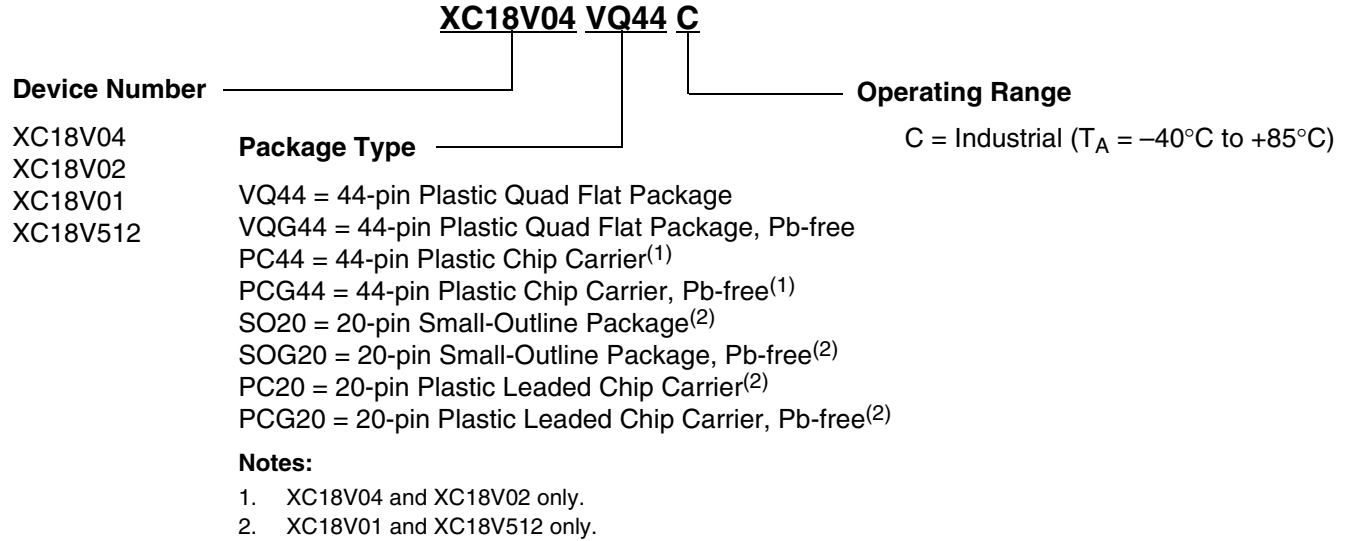 XC18V04 VQ44 C
Device Number
XC18V04
XC18V02
XC18V01
XC18V512
Package Type
VQ44 = 44-pin Plastic Quad Flat Package
VQG44 = 44-pin Plastic Quad Flat Package, Pb-free
PC44 = 44-pin Plastic Chip Carrier(1)
PCG44 = 44-pin Plastic Chip Carrier, Pb-free(1)
SO20 = 20-pin Small-Outline Package(2)
SOG20 = 20-pin Small-Outline Package, Pb-free(2)
PC20 = 20-pin Plastic Leaded Chip Carrier(2)
PCG20 = 20-pin Plastic Leaded Chip Carrier, Pb-free(2)
Notes:
1. XC18V04 and XC18V02 only.
2. XC18V01 and XC18V512 only.
Operating Range
C = Industrial (TA = –40°C to +85°C)